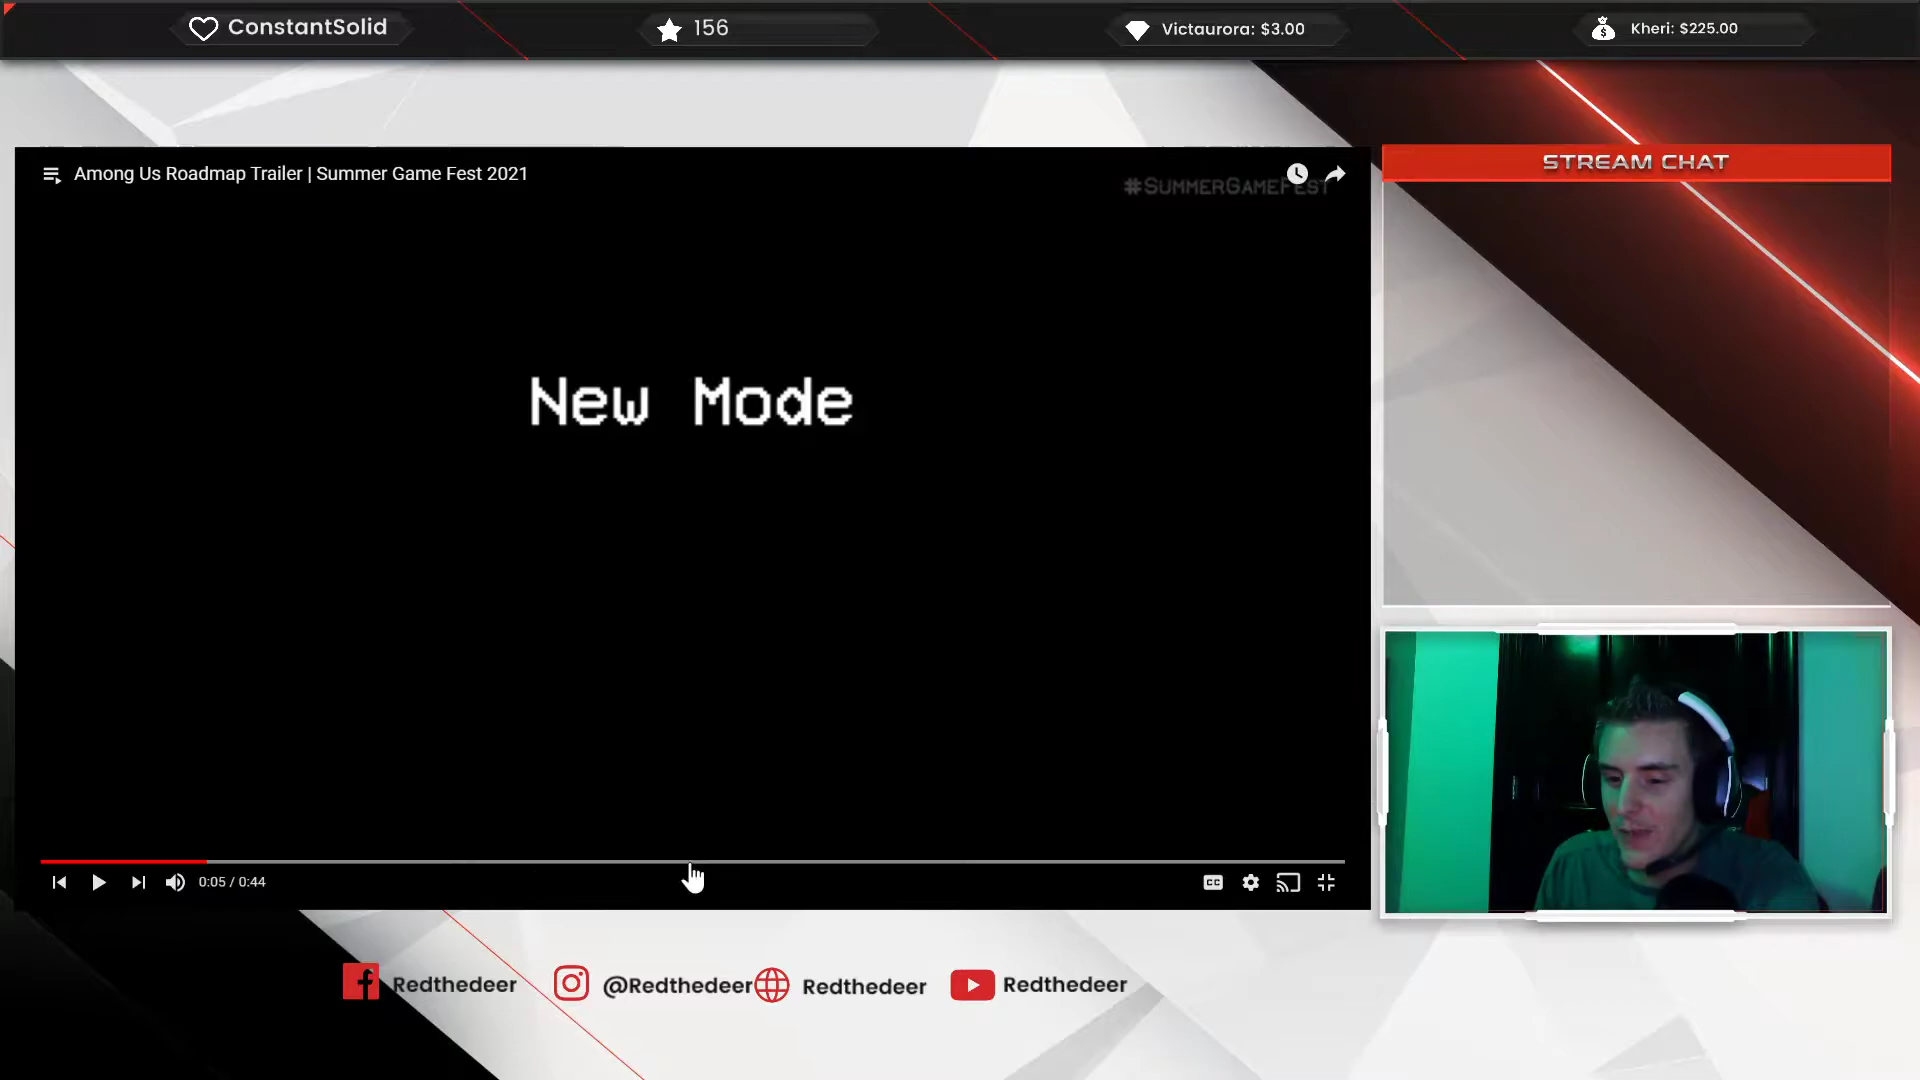 ConstantSolid
156
Victaurora: $3.00
Kheri: $225.00
Among Us Roadmap Trailer | Summer Game Fest 2021
#SUMMERGAMEFEST
STREAM CHAT
New Mode
0:05 / 0:44
CC
Redthedeer
@Redthedeer
Redthedeer
Redthedeer